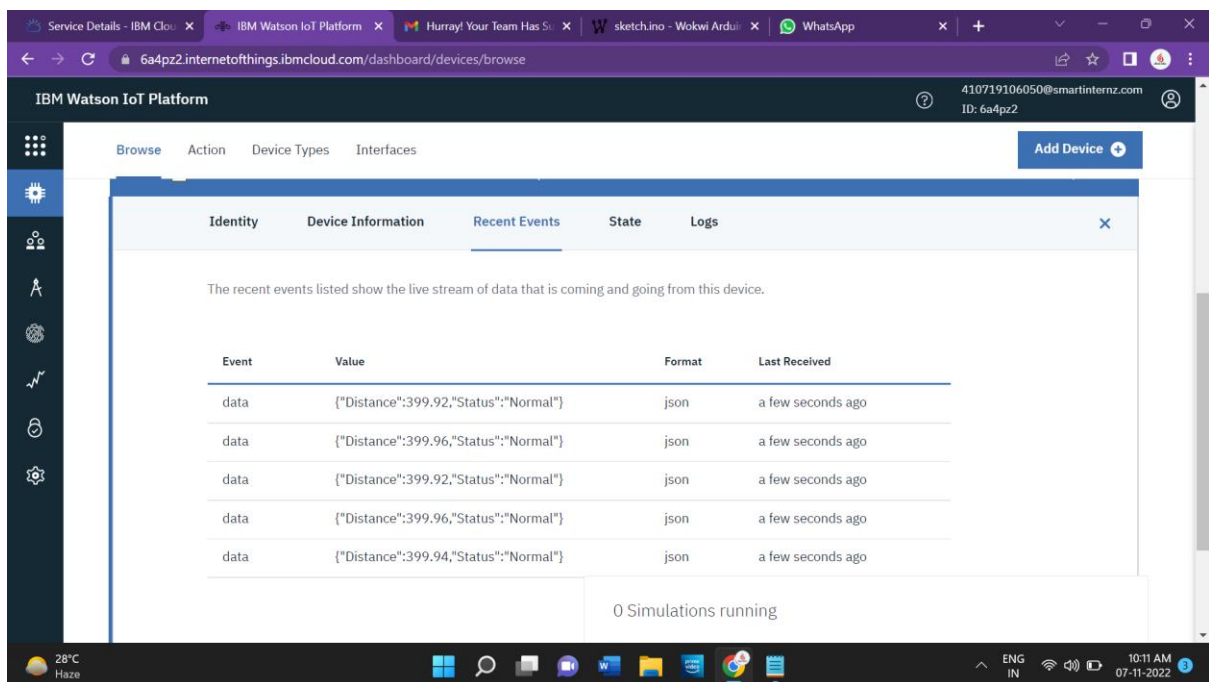 Service Details - IBM Clou
IBM Watson IoT Platform
Hurray! Your Team Has Su
sketch.ino - Wokwi Ardui
WhatsApp
6a4pz2.internetofthings.ibmcloud.com/dashboard/devices/browse
IBM Watson IoT Platform
410719106050@smartinternz.com
ID: 6a4pz2
Browse Action Device Types Interfaces
Add Device
Identity Device Information Recent Events State Logs
The recent events listed show the live stream of data that is coming and going from this device.
Event Value Format Last Received
data {"Distance":399.92,"Status":"Normal"} json a few seconds ago
data {"Distance":399.96,"Status":"Normal"} json a few seconds ago
data {"Distance":399.92,"Status":"Normal"} json a few seconds ago
data {"Distance":399.96,"Status":"Normal"} json a few seconds ago
data {"Distance":399.94,"Status":"Normal"} json a few seconds ago
0 Simulations running
28°C
Haze
ENG
IN
10:11 AM
07-11-2022
3